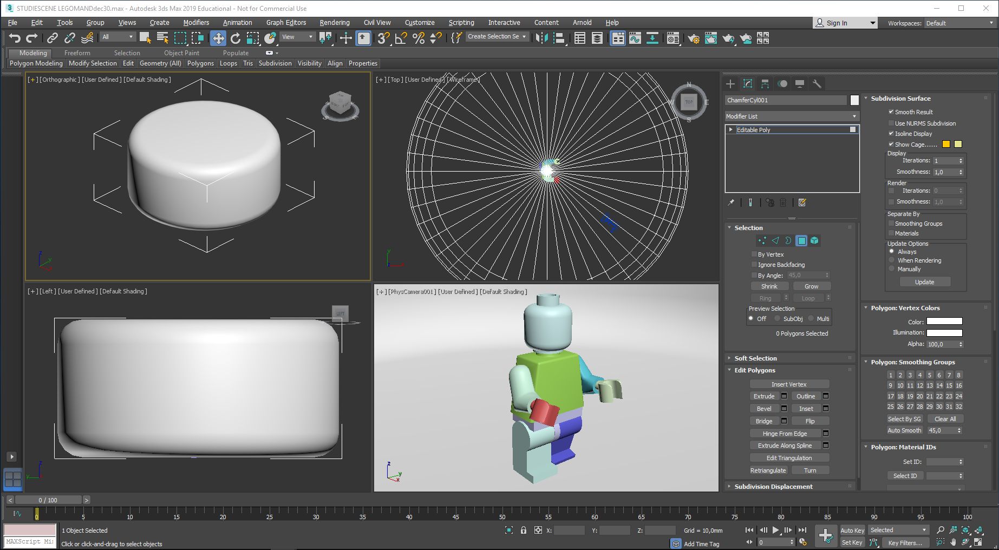 STUDIESCENE LEGOMANDdec30.max - Autodesk 3ds Max 2019 Educational - Not for Commercial Use
File Edit Tools Group Views Create Modifiers Animation Graph Editors Rendering Civil View Customize Scripting Interactive Content Arnold Help
Sign In Workspaces: Default
All View Create Selection Se
Modeling Freeform Selection Object Paint Populate
Polygon Modeling Modify Selection Edit Geometry (All) Polygons Loops Tris Subdivision Visibility Align Properties
[+] [Orthographic] [User Defined] [Default Shading]
[+] [Top] [User Defined] [Wireframe]
N
W TOP E
S
[+] [Left] [User Defined] [Default Shading]
LEFT
[+] [PhysCamera001] [User Defined] [Default Shading]
ChamferCyl001
Modifier List
Editable Poly
Selection
By Vertex
Ignore Backfacing
By Angle: 45,0
Shrink Grow
Ring Loop
Preview Selection
Off SubObj Multi
0 Polygons Selected
Soft Selection
Edit Polygons
Insert Vertex
Extrude Outline
Bevel Inset
Bridge Flip
Hinge From Edge
Extrude Along Spline
Edit Triangulation
Retriangulate Turn
Subdivision Displacement
Subdivision Surface
Smooth Result
Use NURMS Subdivision
Isoline Display
Show Cage......
Display
Iterations: 1
Smoothness: 1,0
Render
Iterations: 0
Smoothness: 1,0
Separate By
Smoothing Groups
Materials
Update Options
Always
When Rendering
Manually
Update
Polygon: Vertex Colors
Color:
Illumination:
Alpha: 100,0
Polygon: Smoothing Groups
1 2 3 4 5 6 7 8
9 10 11 12 13 14 15 16
17 18 19 20 21 22 23 24
25 26 27 28 29 30 31 32
Select By SG Clear All
Auto Smooth 45,0
Polygon: Material IDs
Set ID:
Select ID
< 0 / 100 >
0 5 10 15 20 25 30 35 40 45 50 55 60 65 70 75 80 85 90 95 100
1 Object Selected X: Y: Z: Grid = 10,0mm Auto Key Selected
MAXScript Mi Click or click-and-drag to select objects Add Time Tag 0 Set Key Key Filters...